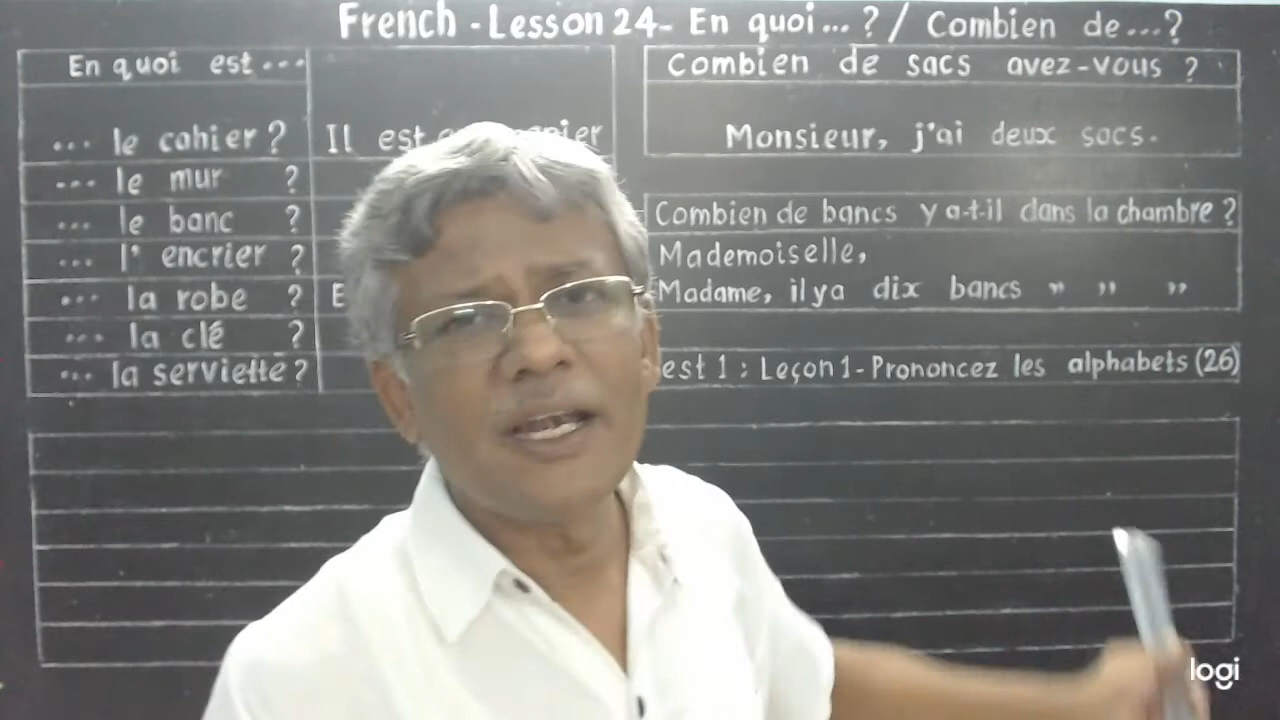 French - Lesson 24 - En quoi...? / Combien de...?
En quoi est...
... le cahier ? Il est
... le mur ?
... le banc ?
... l' encrier ?
... la robe ? E
... la clé ?
... la serviette ?
Combien de sacs avez-vous ?
Monsieur, j'ai deux sacs.
Combien de bancs y a-t-il dans la chambre ?
Mademoiselle,
Madame, il y a dix bancs " " "
est 1 : Leçon 1 - Prononcez les alphabets (26)
logi